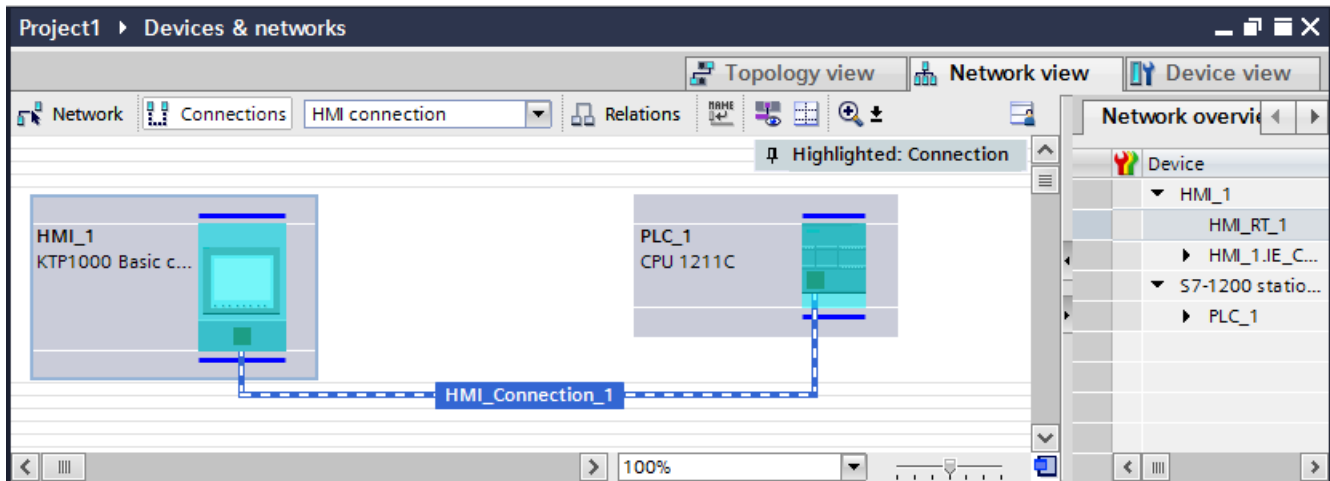 Project1 ▸ Devices & networks
Topology view Network view Device view
Network Connections HMI connection Relations
Network overvie
Highlighted: Connection
Device
HMI_1
HMI_RT_1
HMI_1.IE_C...
S7-1200 statio...
PLC_1
HMI_1
KTP1000 Basic c...
PLC_1
CPU 1211C
HMI_Connection_1
100%